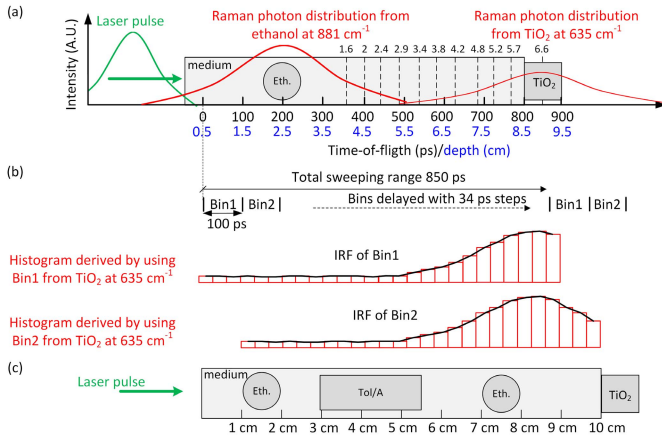 (a)
Laser pulse
Raman photon distribution from
ethanol at 881 cm-1
Raman photon distribution
from TiO2 at 635 cm-1
Intensity (A.U.)
medium
1.6 2 2.4 2.9 3.4 3.8 4.2 4.8 5.2 5.7 6.6
Eth.
TiO2
0 100 200 300 400 500 600 700 800 900
0.5 1.5 2.5 3.5 4.5 5.5 6.5 7.5 8.5 9.5
Time-of-fligth (ps)/depth (cm)
(b)
Total sweeping range 850 ps
Bin1 Bin2
Bins delayed with 34 ps steps
Bin1 Bin2
100 ps
Histogram derived by using
Bin1 from TiO2 at 635 cm-1
IRF of Bin1
Histogram derived by using
Bin2 from TiO2 at 635 cm-1
IRF of Bin2
(c)
Laser pulse
medium
Eth.
Tol/A
Eth.
TiO2
1 cm 2 cm 3 cm 4 cm 5 cm 6 cm 7 cm 8 cm 9 cm 10 cm